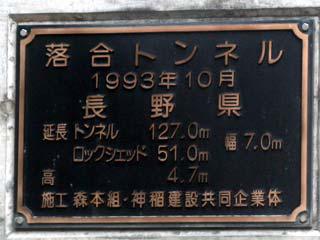 落合トンネル
1993年10月
長野県
延長 トンネル 127.0m 幅 7.0m
ロックシェッド 51.0m
高 4.7m
施工 森本組・神稲建設共同企業体